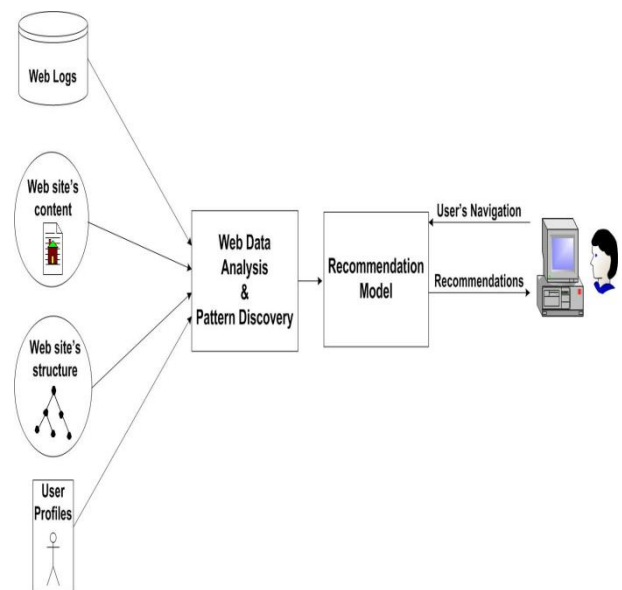 Web Logs
Web site's
content
Web site's
structure
User
Profiles
Web Data
Analysis
&
Pattern Discovery
Recommendation
Model
User's Navigation
Recommendations